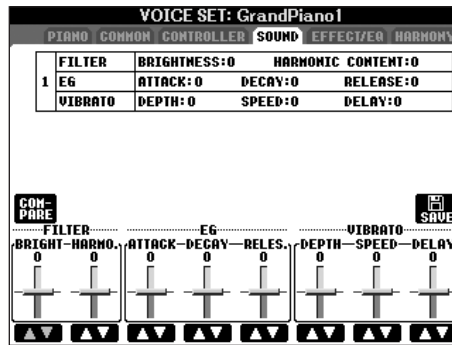 VOICE SET: GrandPiano1
PIANO COMMON CONTROLLER SOUND EFFECT/EQ HARMONY
FILTER BRIGHTNESS:0 HARMONIC CONTENT:0
1 EG ATTACK:0 DECAY:0 RELEASE:0
VIBRATO DEPTH:0 SPEED:0 DELAY:0
COM-
PARE
SAVE
FILTER EG VIBRATO
BRIGHT-HARMO. ATTACK-DECAY-RELES. DEPTH-SPEED-DELAY
0 0 0 0 0 0 0 0